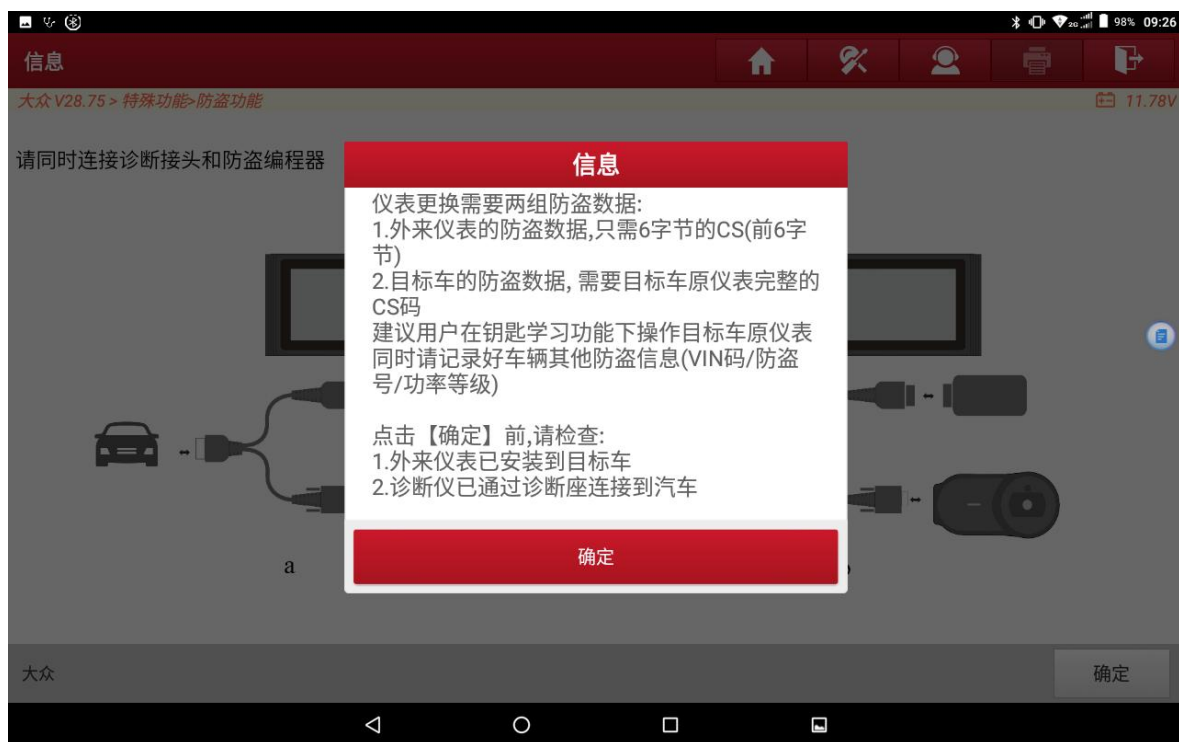 98% 09:26
信息
大众 V28.75 > 特殊功能>防盗功能
11.78V
请同时连接诊断接头和防盗编程器
信息
仪表更换需要两组防盗数据:
1.外来仪表的防盗数据,只需6字节的CS(前6字
节)
2.目标车的防盗数据, 需要目标车原仪表完整的
CS码
建议用户在钥匙学习功能下操作目标车原仪表
同时请记录好车辆其他防盗信息(VIN码/防盗
号/功率等级)
点击【确定】前,请检查:
1.外来仪表已安装到目标车
2.诊断仪已通过诊断座连接到汽车
确定
a
大众
确定